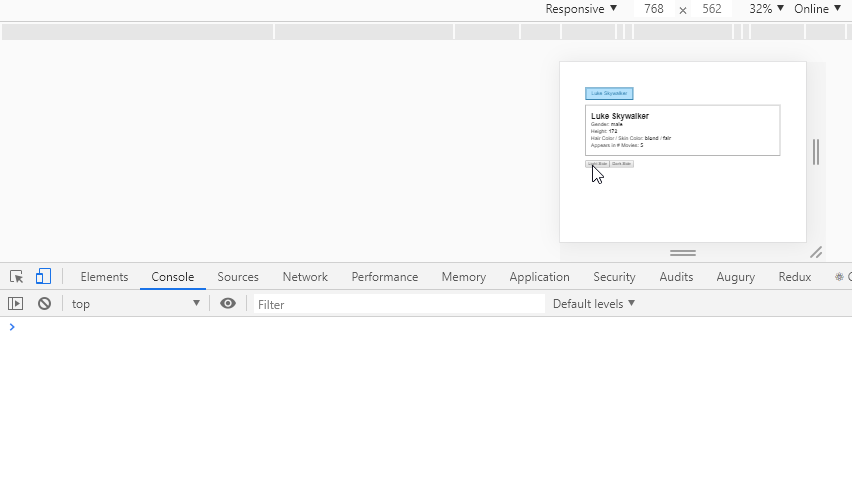 Responsive 768 × 562 32% Online
Luke Skywalker
Luke Skywalker
Gender: male
Height: 172
Hair Color / Skin Color: blond / fair
Appears in # Movies: 5
Side Dark Side
Elements Console Sources Network Performance Memory Application Security Audits Augury Redux
top Filter Default levels